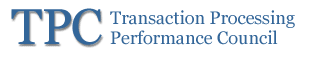 TPC Transaction Processing
Performance Council